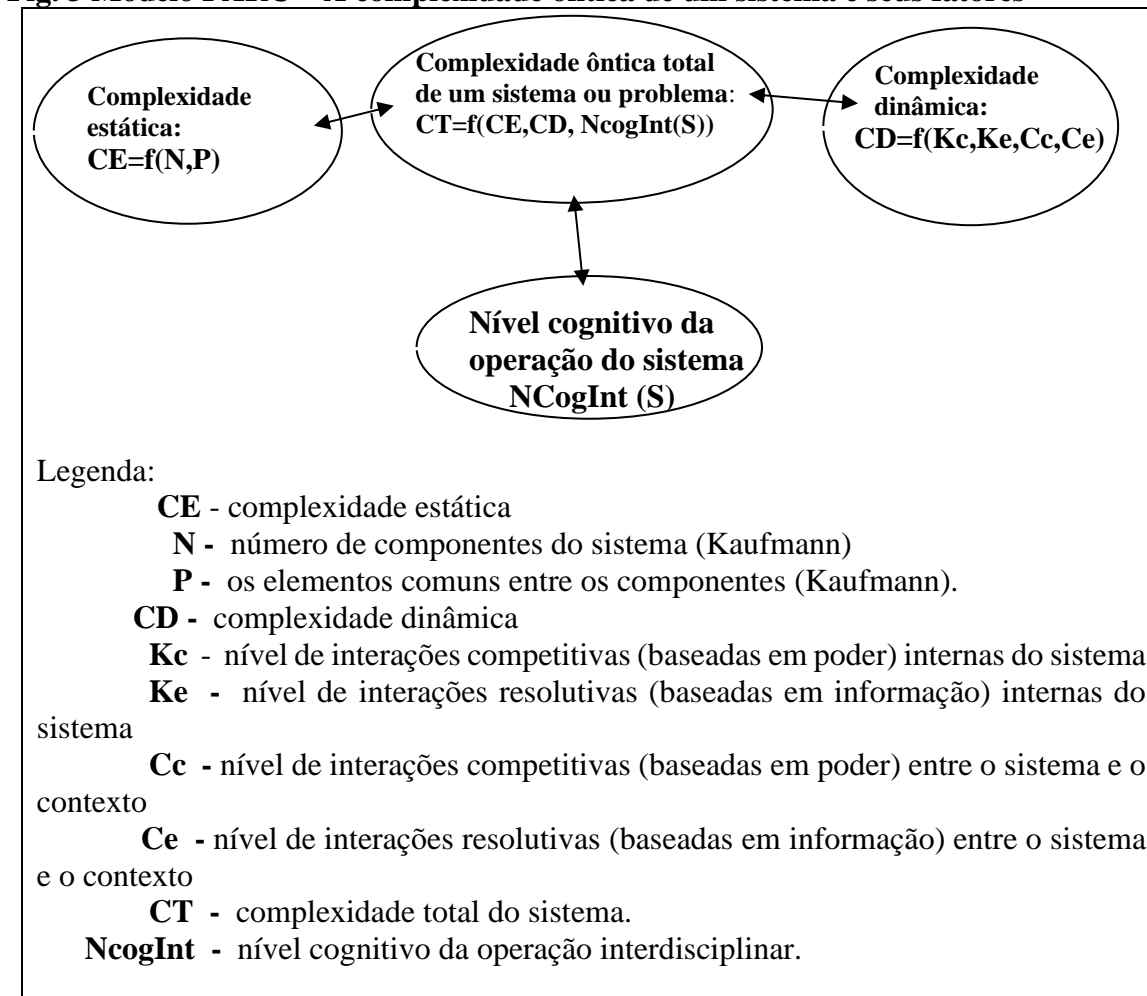 Complexidade
estática:
CE=f(N,P)
Complexidade ôntica total
de um sistema ou problema:
CT=f(CE,CD, NcogInt(S))
Complexidade
dinâmica:
CD=f(Kc,Ke,Cc,Ce)
Nível cognitivo da
operação do sistema
NCogInt (S)
Legenda:
CE - complexidade estática
N - número de componentes do sistema (Kaufmann)
P - os elementos comuns entre os componentes (Kaufmann).
CD - complexidade dinâmica
Kc - nível de interações competitivas (baseadas em poder) internas do sistema
Ke - nível de interações resolutivas (baseadas em informação) internas do
sistema
Cc - nível de interações competitivas (baseadas em poder) entre o sistema e o
contexto
Ce - nível de interações resolutivas (baseadas em informação) entre o sistema
e o contexto
CT - complexidade total do sistema.
NcogInt - nível cognitivo da operação interdisciplinar.